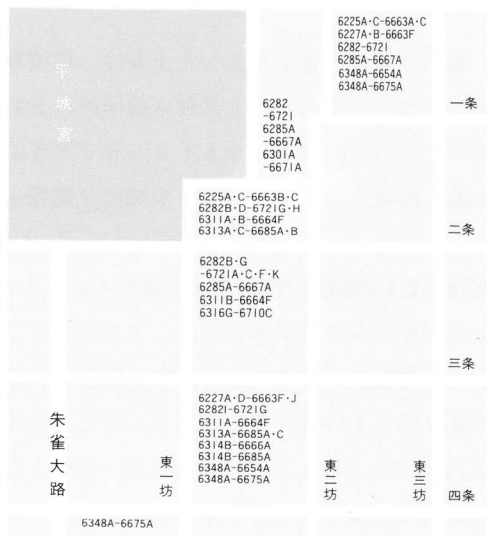 6225A·C-6663A·C
6227A·B-6663F
6282-6721
6285A-6667A
6348A-6654A
6348A-6675A
一条
平城宮
6282
-6721
6285A
-6667A
6301A
-6671A
6225A·C-6663B·C
6282B·D-6721G·H
6311A·B-6664F
6313A·C-6685A·B
二条
6282B·G
-6721A·C·F·K
6285A-6667A
6311B-6664F
6316G-6710C
三条
6227A·D-6663F·J
6282I-6721G
6311A-6664F
6313A-6685A·C
6314B-6666A
6314B-6685A
6348A-6654A
6348A-6675A
朱雀大路
東一坊
東二坊
東三坊
四条
6348A-6675A